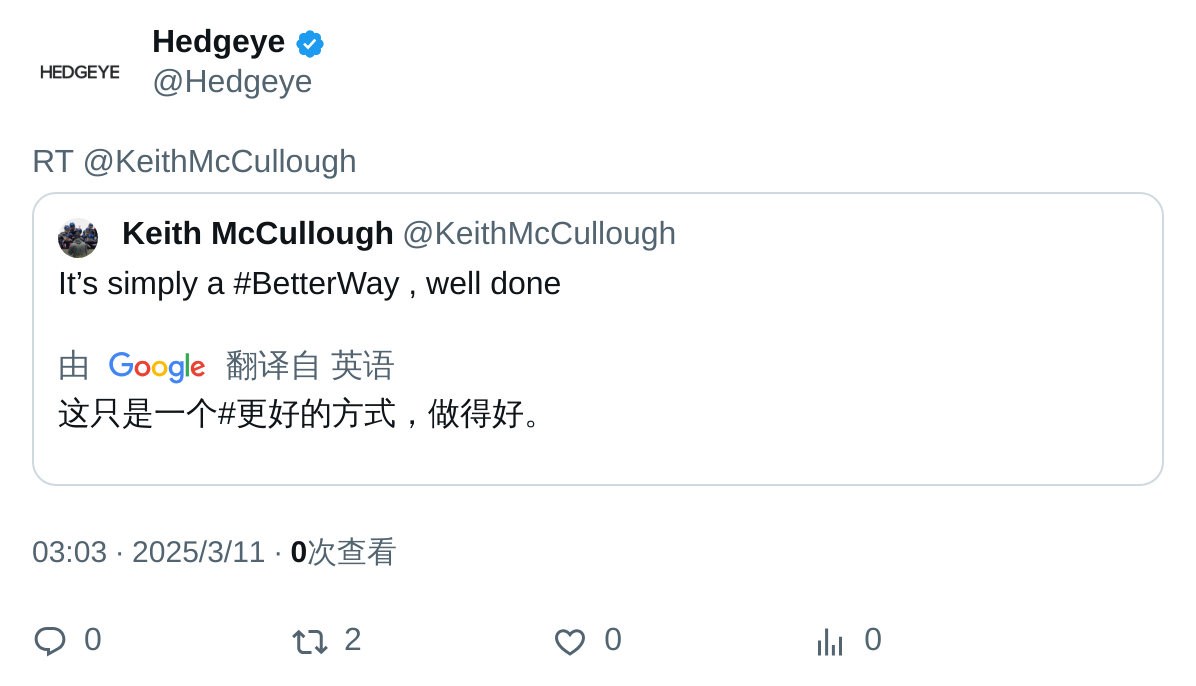 Hedgeye
HEDGEYE
@Hedgeye
RT @KeithMcCullough
Keith McCullough @KeithMcCullough
It’s simply a #BetterWay , well done
由 Google 翻译自 英语
这只是一个#更好的方式，做得好。
03:03 · 2025/3/11 · 0次查看
0 2 0 0